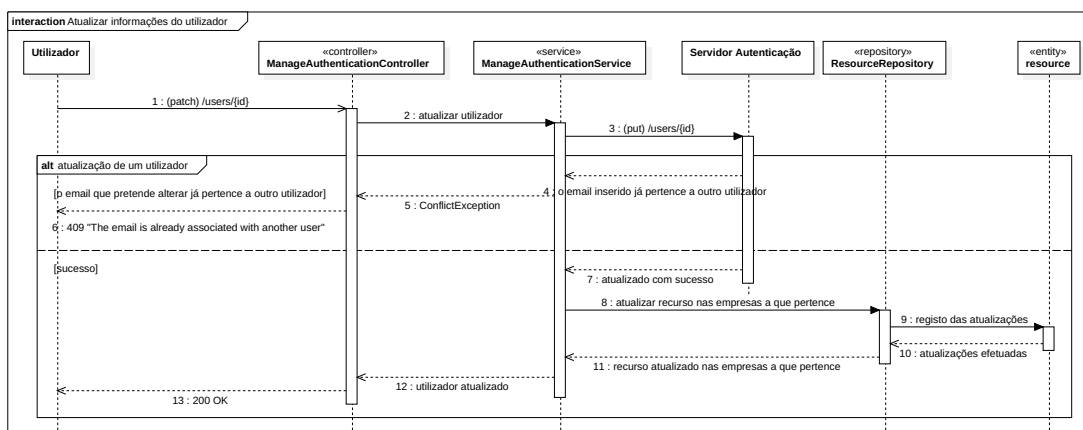 interaction Atualizar informações do utilizador
Utilizador
«controller»
ManageAuthenticationController
«service»
ManageAuthenticationService
Servidor Autenticação
«repository»
ResourceRepository
«entity»
resource
1 : (patch) /users/{id}
2 : atualizar utilizador
3 : (put) /users/{id}
alt atualização de um utilizador
[o email que pretende alterar já pertence a outro utilizador]
4 : o email inserido já pertence a outro utilizador
5 : ConflictException
6 : 409 "The email is already associated with another user"
[sucesso]
7 : atualizado com sucesso
8 : atualizar recurso nas empresas a que pertence
9 : registo das atualizações
10 : atualizações efetuadas
11 : recurso atualizado nas empresas a que pertence
12 : utilizador atualizado
13 : 200 OK